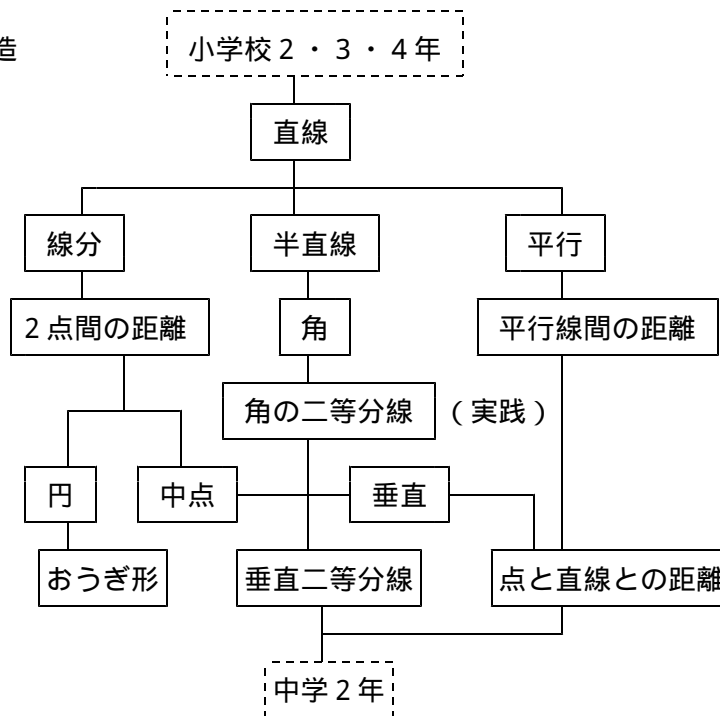 造
小学校2・3・4年
直線
線分
半直線
平行
2点間の距離
角
平行線間の距離
角の二等分線
(実践)
円
中点
垂直
おうぎ形
垂直二等分線
点と直線との距離
中学2年